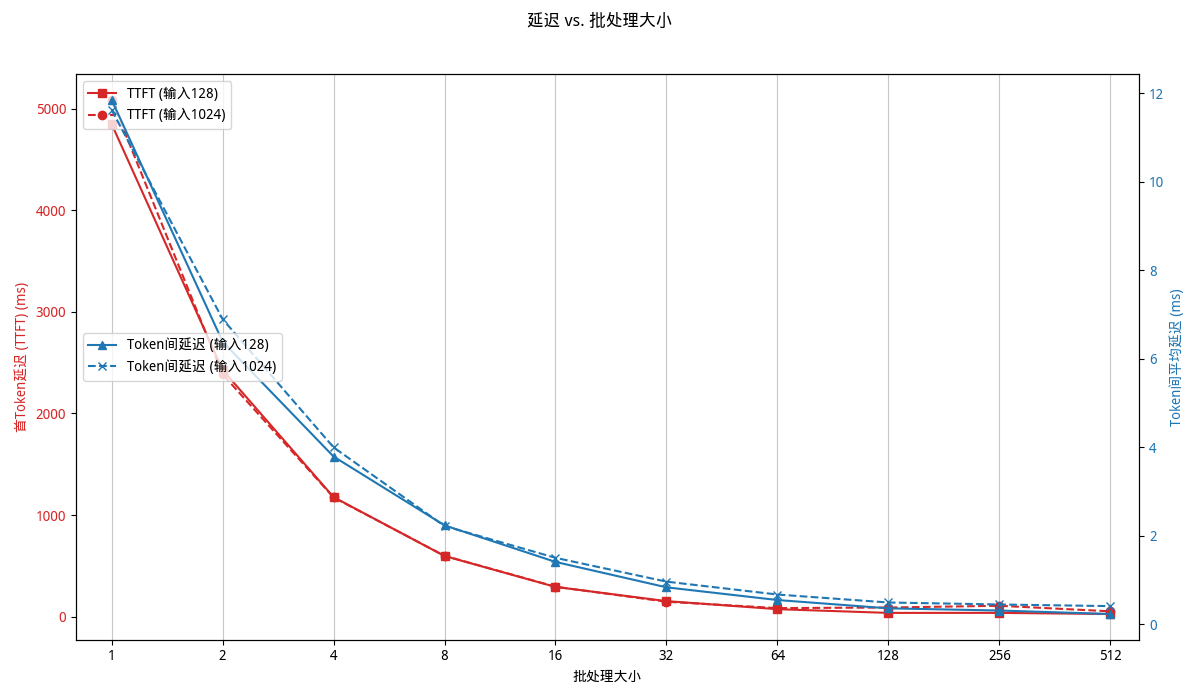 延迟 vs. 批处理大小
TTFT (输入128)
TTFT (输入1024)
Token间延迟 (输入128)
Token间延迟 (输入1024)
首Token延迟 (TTFT) (ms)
5000
4000
3000
2000
1000
0
Token间平均延迟 (ms)
12
10
8
6
4
2
0
1 2 4 8 16 32 64 128 256 512
批处理大小